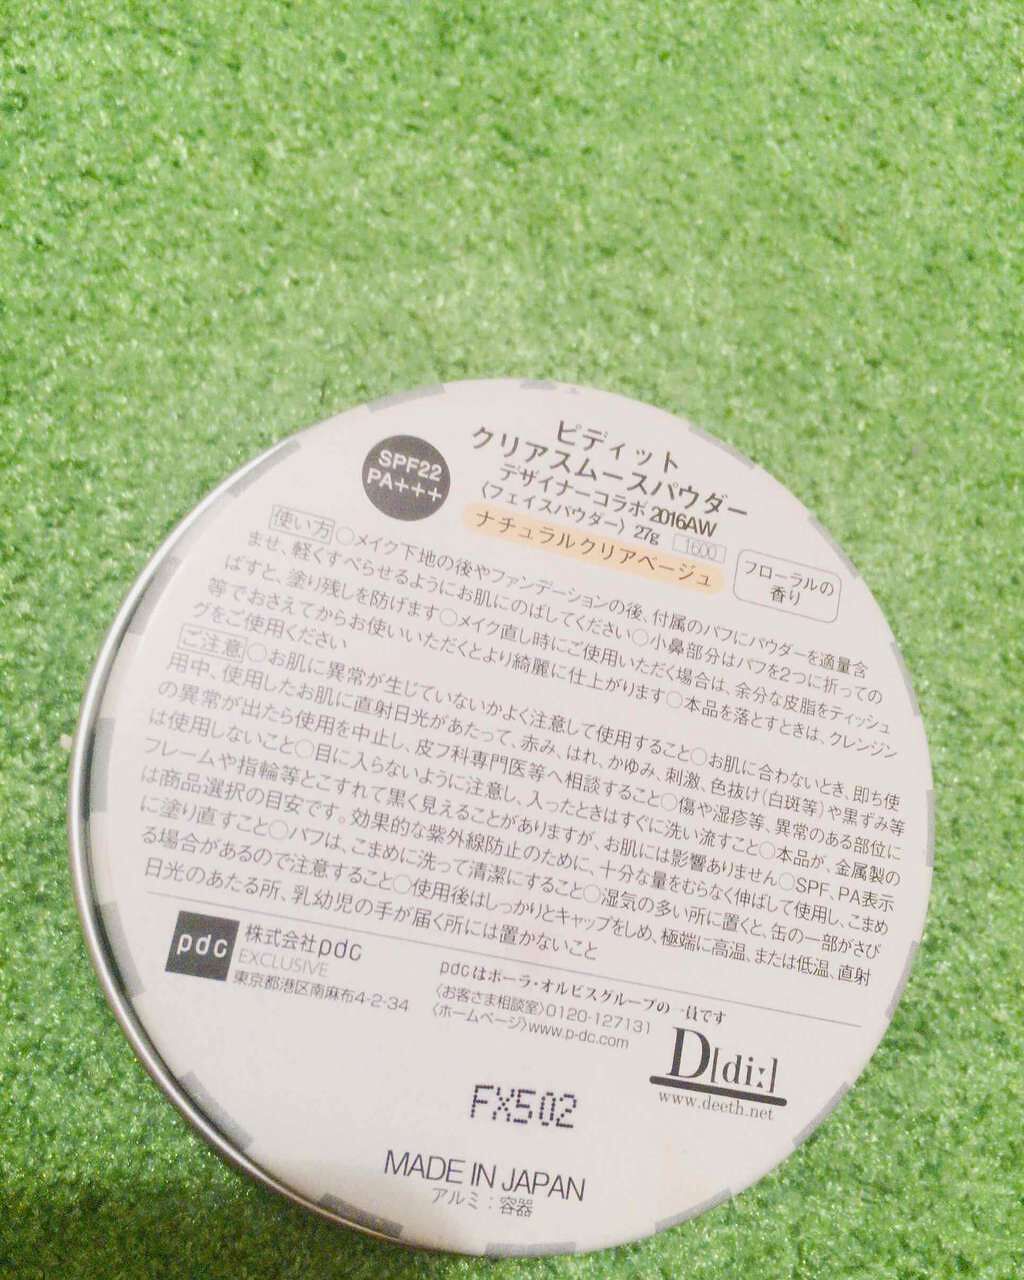 ピディット
クリアスムースパウダー
デザイナーコラボ 2016AW
〈フェイスパウダー〉 27g 1600
ナチュラルクリアベージュ
SPF22
PA+++
フローラルの
香り
使い方 ○メイク下地の後やファンデーションの後、付属のパフにパウダーを適量含
ませ、軽くすべらせるようにお肌にのばしてください○小鼻部分はパフを2つに折っての
ばすと、塗り残しを防げます○メイク直し時にご使用いただく場合は、余分な皮脂をティッシュ
等でおさえてからお使いいただくとより綺麗に仕上がります○本品を落とすときは、クレンジン
グをご使用ください
ご注意 ○お肌に異常が生じていないかよく注意して使用すること○お肌に合わないとき、即ち使
用中、使用したお肌に直射日光があたって、赤み、はれ、かゆみ、刺激、色抜け(白斑等)や黒ずみ等
の異常が出たら使用を中止し、皮フ科専門医等へ相談すること○傷や湿疹等、異常のある部位に
は使用しないこと○目に入らないように注意し、入ったときはすぐに洗い流すこと○本品が、金属製の
フレームや指輪等とこすれて黒く見えることがありますが、お肌には影響ありません○SPF、PA表示
は商品選択の目安です。効果的な紫外線防止のために、十分な量をむらなく伸ばして使用し、こまめ
に塗り直すこと○パフは、こまめに洗って清潔にすること○湿気の多い所に置くと、缶の一部がさび
る場合があるので注意すること○使用後はしっかりとキャップをしめ、極端に高温、または低温、直射
日光のあたる所、乳幼児の手が届く所には置かないこと
pdc
株式会社pdc
EXCLUSIVE
東京都港区南麻布4-2-34
pdcはポーラ・オルビスグループの一員です
〈お客さま相談室〉0120-127131
〈ホームページ〉www.p-dc.com
D[di:]
www.deeth.net
FX502
MADE IN JAPAN
アルミ：容器